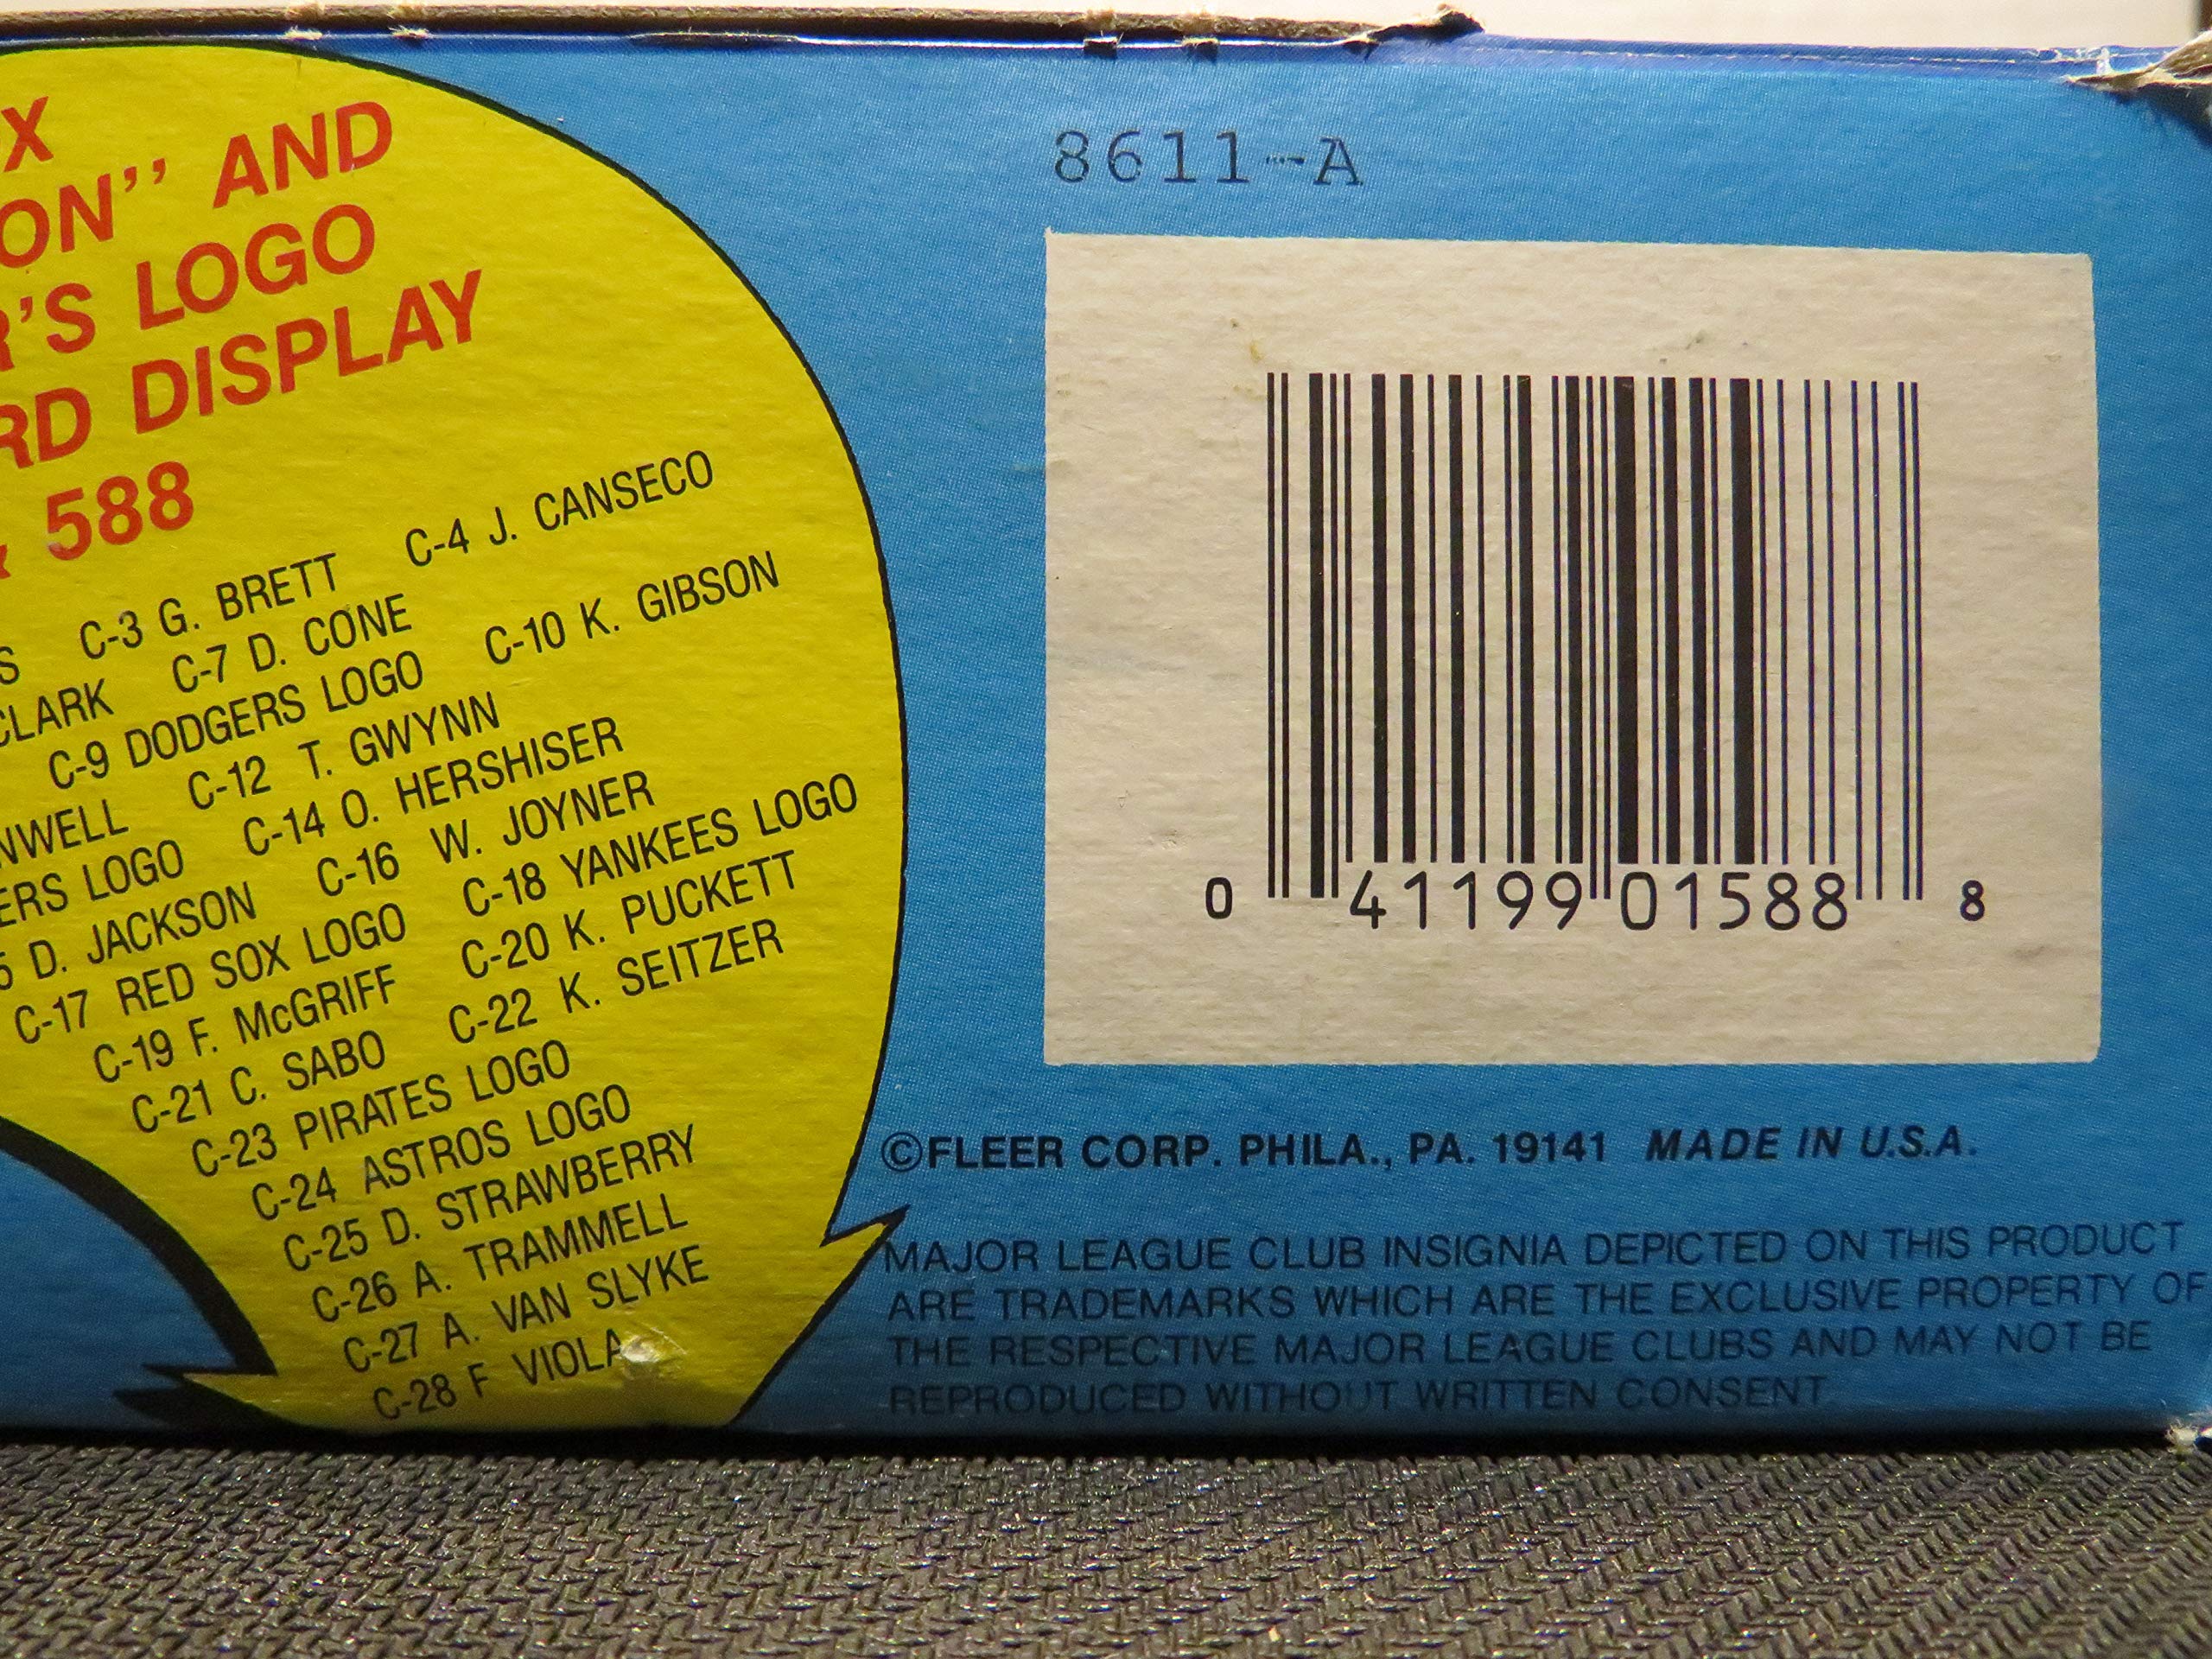 X
ON" AND
R'S LOGO
RD DISPLAY
588
S C-3 G. BRETT C-4 J. CANSECO
CLARK C-7 D. CONE
C-9 DODGERS LOGO C-10 K. GIBSON
NWELL C-12 T. GWYNN
ERS LOGO C-14 O. HERSHISER
5 D. JACKSON C-16 W. JOYNER
C-17 RED SOX LOGO C-18 YANKEES LOGO
C-19 F. McGRIFF C-20 K. PUCKETT
C-21 C. SABO C-22 K. SEITZER
C-23 PIRATES LOGO
C-24 ASTROS LOGO
C-25 D. STRAWBERRY
C-26 A. TRAMMELL
C-27 A. VAN SLYKE
C-28 F VIOLA
8611-A
0 41199 01588 8
©FLEER CORP. PHILA., PA. 19141 MADE IN U.S.A.
MAJOR LEAGUE CLUB INSIGNIA DEPICTED ON THIS PRODUCT
ARE TRADEMARKS WHICH ARE THE EXCLUSIVE PROPERTY OF
THE RESPECTIVE MAJOR LEAGUE CLUBS AND MAY NOT BE
REPRODUCED WITHOUT WRITTEN CONSENT